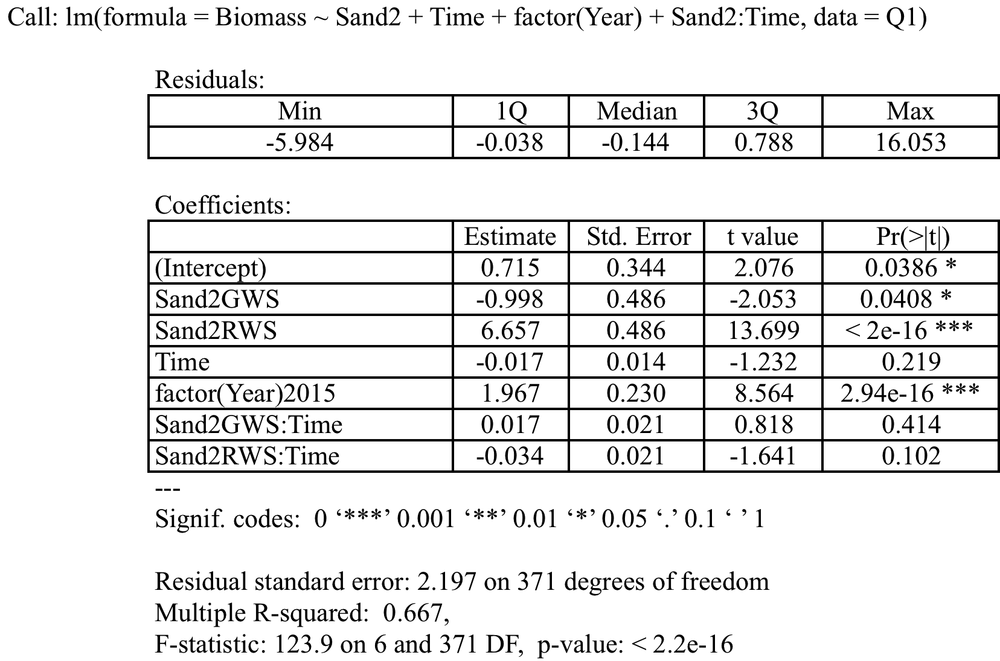 Call: lm(formula = Biomass ~ Sand2 + Time + factor(Year) + Sand2:Time, data = Q1)
Residuals:
Min 1Q Median 3Q Max
-5.984 -0.038 -0.144 0.788 16.053
Coefficients:
Estimate Std. Error t value Pr(>|t|)
(Intercept) 0.715 0.344 2.076 0.0386 *
Sand2GWS -0.998 0.486 -2.053 0.0408 *
Sand2RWS 6.657 0.486 13.699 < 2e-16 ***
Time -0.017 0.014 -1.232 0.219
factor(Year)2015 1.967 0.230 8.564 2.94e-16 ***
Sand2GWS:Time 0.017 0.021 0.818 0.414
Sand2RWS:Time -0.034 0.021 -1.641 0.102
---
Signif. codes:  0 ‘***’ 0.001 ‘**’ 0.01 ‘*’ 0.05 ‘.’ 0.1 ‘ ’ 1
Residual standard error: 2.197 on 371 degrees of freedom
Multiple R-squared:  0.667,
F-statistic: 123.9 on 6 and 371 DF,  p-value: < 2.2e-16